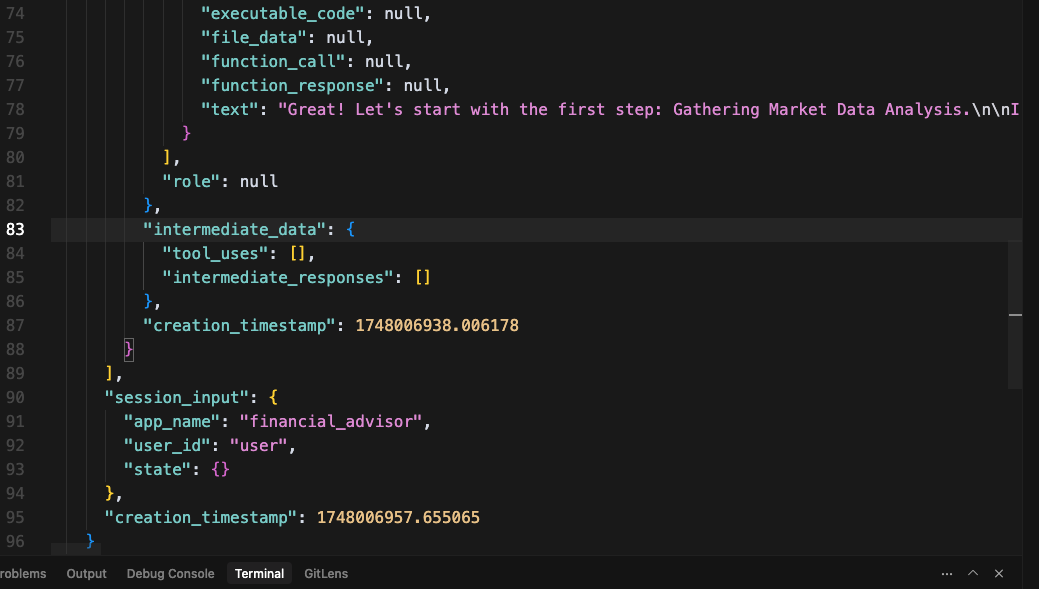 74 "executable_code": null,
75 "file_data": null,
76 "function_call": null,
77 "function_response": null,
78 "text": "Great! Let's start with the first step: Gathering Market Data Analysis.\n\nI
79 }
80 ],
81 "role": null
82 },
83 "intermediate_data": {
84 "tool_uses": [],
85 "intermediate_responses": []
86 },
87 "creation_timestamp": 1748006938.006178
88 }
89 ],
90 "session_input": {
91 "app_name": "financial_advisor",
92 "user_id": "user",
93 "state": {}
94 },
95 "creation_timestamp": 1748006957.655065
96 }
roblems Output Debug Console Terminal GitLens